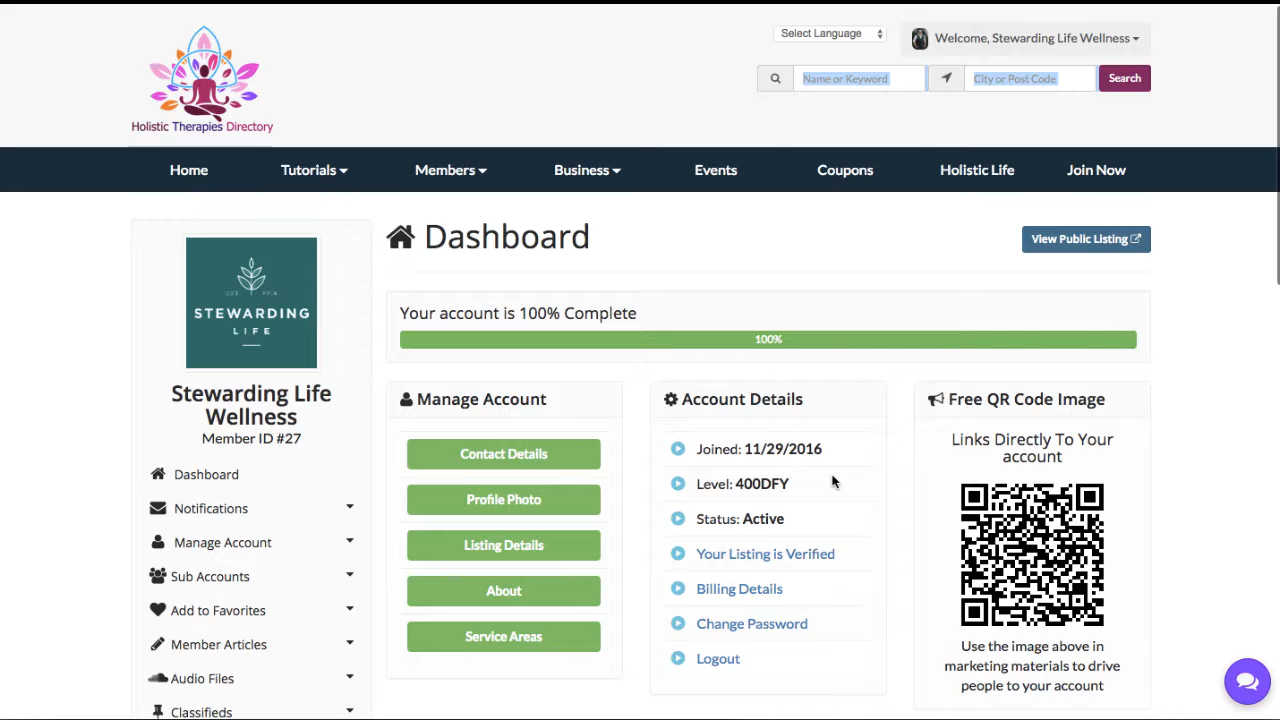 Select Language
Welcome, Stewarding Life Wellness
Name or Keyword
City or Post Code
Search
Holistic Therapies Directory
Home
Tutorials
Members
Business
Events
Coupons
Holistic Life
Join Now
STEWARDING
LIFE
Stewarding Life
Wellness
Member ID #27
Dashboard
Notifications
Manage Account
Sub Accounts
Add to Favorites
Member Articles
Audio Files
Classifieds
Dashboard
View Public Listing
Your account is 100% Complete
100%
Manage Account
Contact Details
Profile Photo
Listing Details
About
Service Areas
Account Details
Joined: 11/29/2016
Level: 400DFY
Status: Active
Your Listing is Verified
Billing Details
Change Password
Logout
Free QR Code Image
Links Directly To Your
account
Use the image above in
marketing materials to drive
people to your account